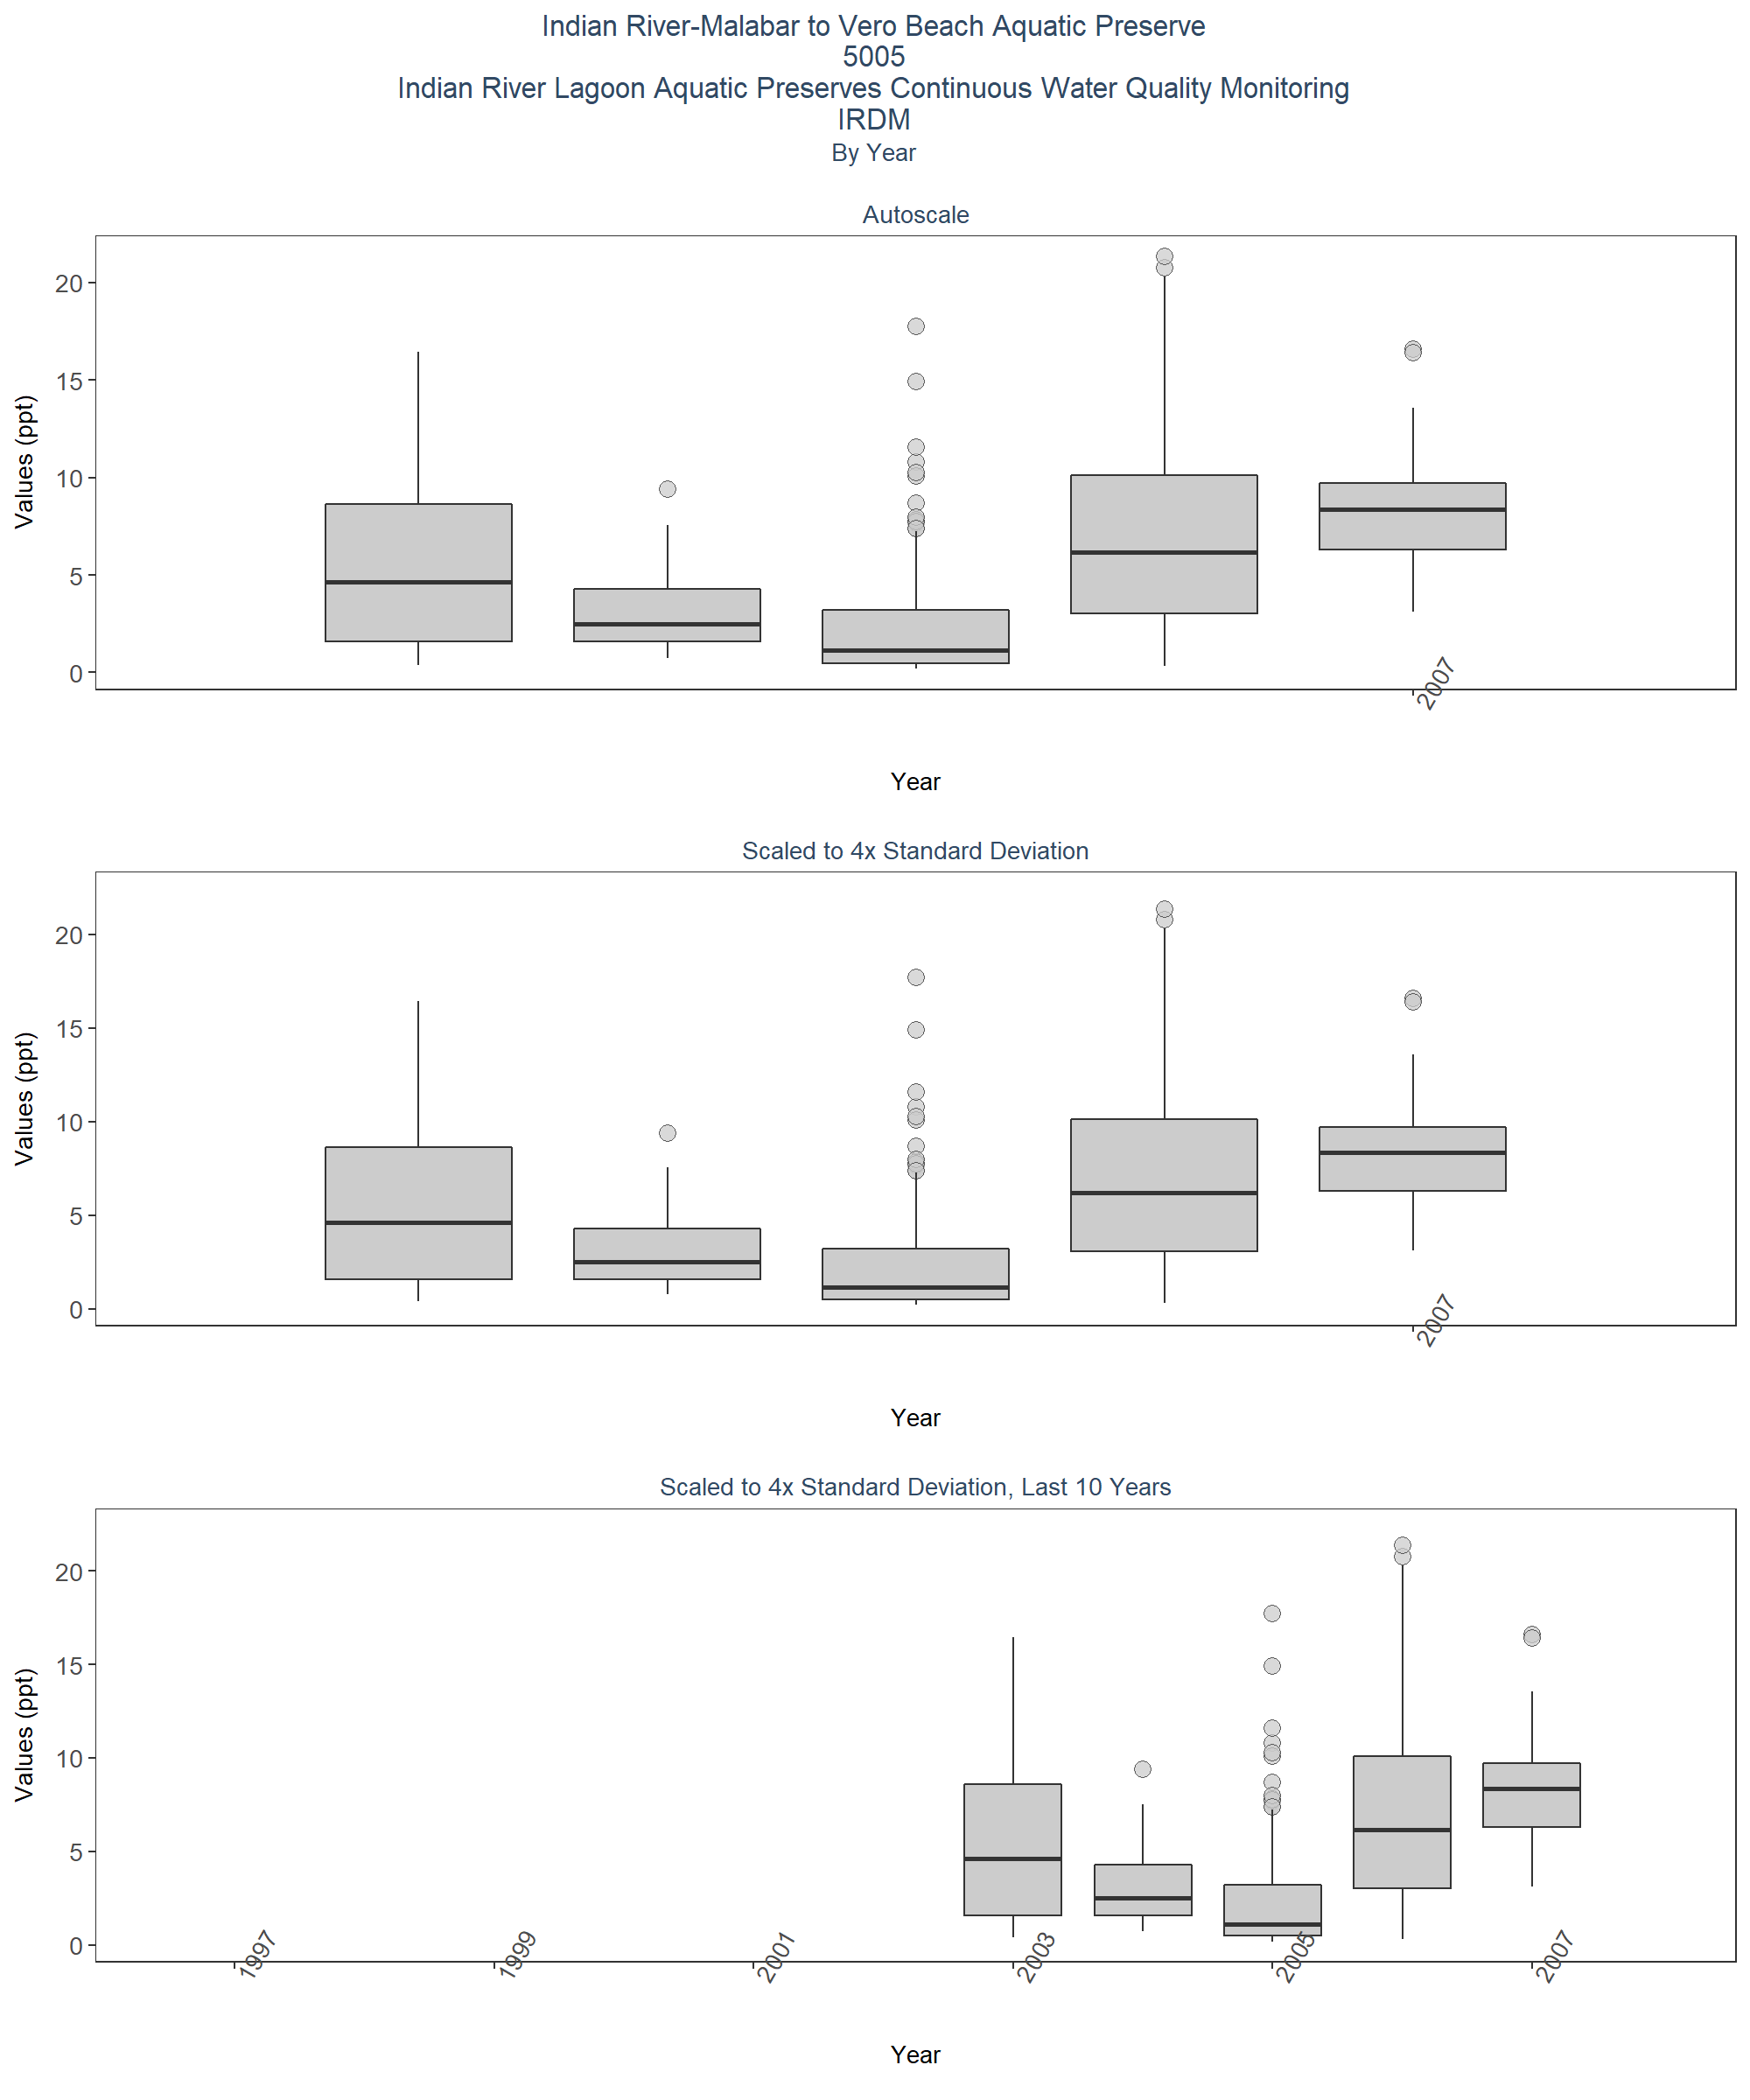 Indian River-Malabar to Vero Beach Aquatic Preserve
5005
Indian River Lagoon Aquatic Preserves Continuous Water Quality Monitoring
IRDM
By Year
Autoscale
Values (ppt)
20
15
10
5
0
2007
Year
Scaled to 4x Standard Deviation
Values (ppt)
20
15
10
5
0
2007
Year
Scaled to 4x Standard Deviation, Last 10 Years
Values (ppt)
20
15
10
5
0
1997 1999 2001 2003 2005 2007
Year